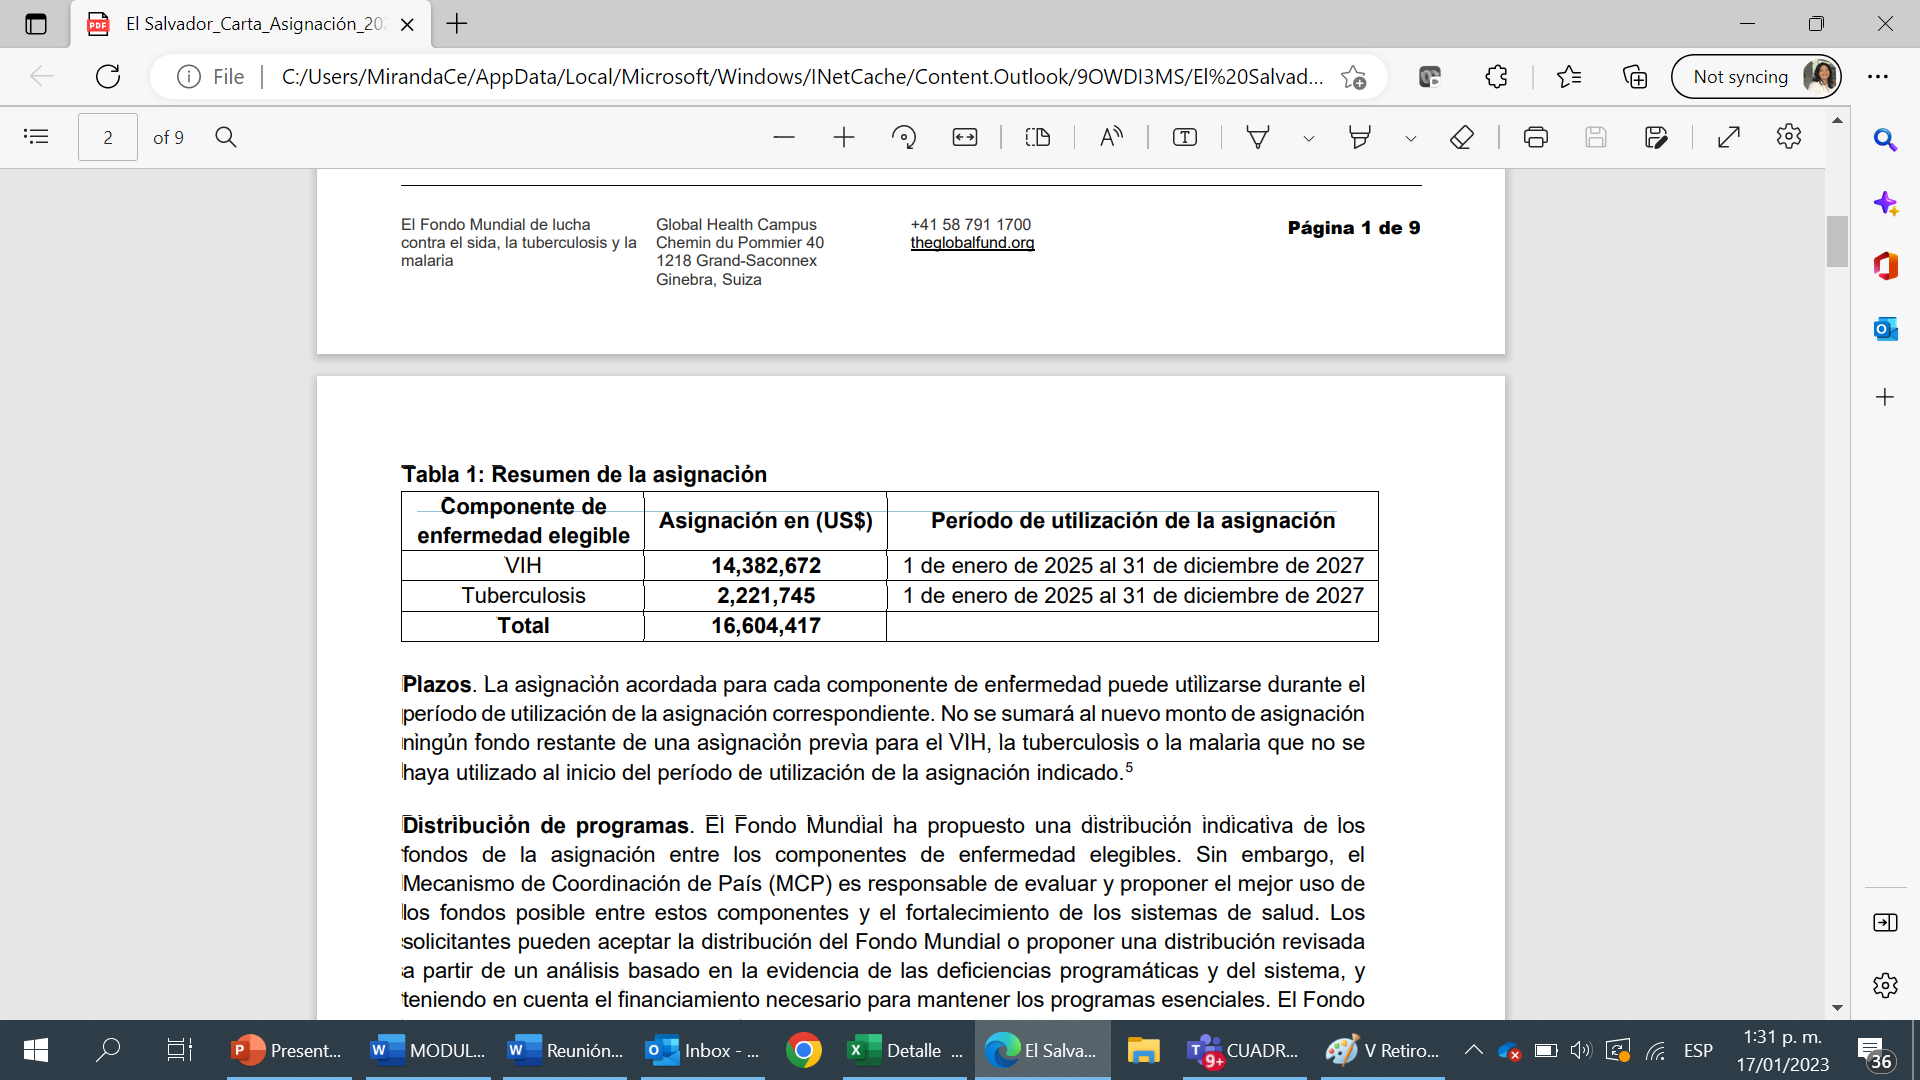 El Salvador_Carta_Asignación_20
File
C:/Users/MirandaCe/AppData/Local/Microsoft/Windows/INetCache/Content.Outlook/9OWDI3MS/El%20Salvad...
Not syncing
2
of 9
El Fondo Mundial de lucha
contra el sida, la tuberculosis y la
malaria
Global Health Campus
Chemin du Pommier 40
1218 Grand-Saconnex
Ginebra, Suiza
+41 58 791 1700
theglobalfund.org
Página 1 de 9
Tabla 1: Resumen de la asignación
Componente de
enfermedad elegible
Asignación en (US$)
Período de utilización de la asignación
VIH 14,382,672 1 de enero de 2025 al 31 de diciembre de 2027
Tuberculosis 2,221,745 1 de enero de 2025 al 31 de diciembre de 2027
Total 16,604,417
Plazos. La asignación acordada para cada componente de enfermedad puede utilizarse durante el
período de utilización de la asignación correspondiente. No se sumará al nuevo monto de asignación
ningún fondo restante de una asignación previa para el VIH, la tuberculosis o la malaria que no se
haya utilizado al inicio del período de utilización de la asignación indicado.5
Distribución de programas. El Fondo Mundial ha propuesto una distribución indicativa de los
fondos de la asignación entre los componentes de enfermedad elegibles. Sin embargo, el
Mecanismo de Coordinación de País (MCP) es responsable de evaluar y proponer el mejor uso de
los fondos posible entre estos componentes y el fortalecimiento de los sistemas de salud. Los
solicitantes pueden aceptar la distribución del Fondo Mundial o proponer una distribución revisada
a partir de un análisis basado en la evidencia de las deficiencias programáticas y del sistema, y
teniendo en cuenta el financiamiento necesario para mantener los programas esenciales. El Fondo
Present...
MODUL...
Reunión...
Inbox - ...
Detalle ...
El Salva...
9+
CUADR...
V Retiro...
ESP
1:31 p. m.
17/01/2023
36